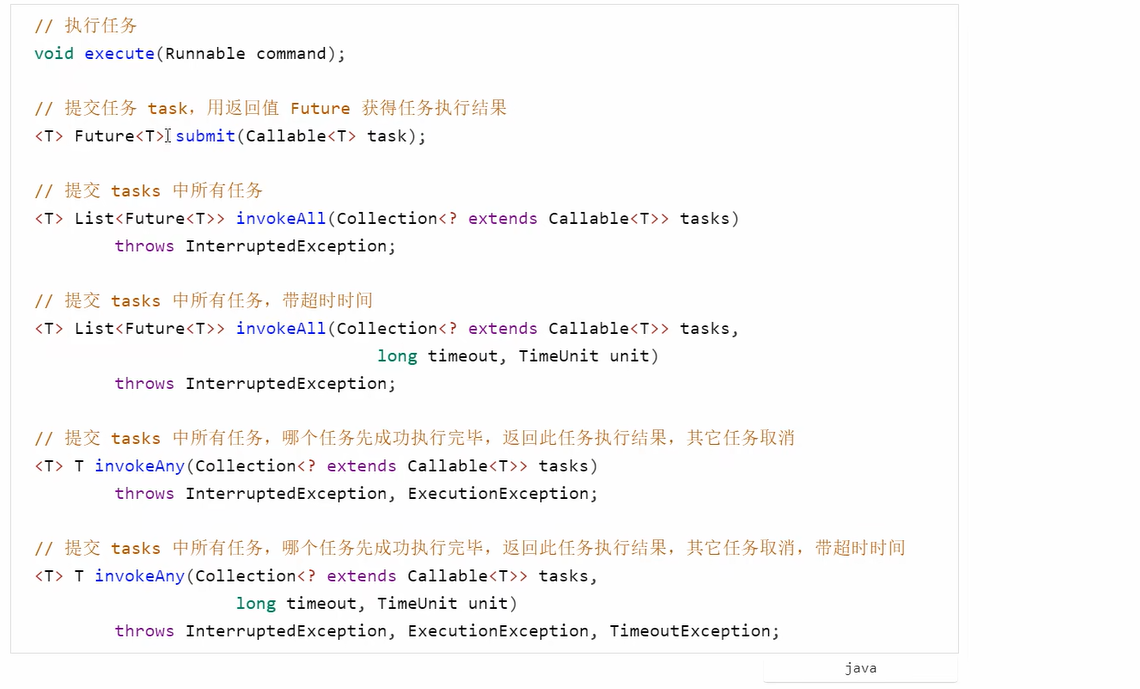 // 执行任务
void execute(Runnable command);
// 提交任务 task，用返回值 Future 获得任务执行结果
<T> Future<T> submit(Callable<T> task);
// 提交 tasks 中所有任务
<T> List<Future<T>> invokeAll(Collection<? extends Callable<T>> tasks)
throws InterruptedException;
// 提交 tasks 中所有任务，带超时时间
<T> List<Future<T>> invokeAll(Collection<? extends Callable<T>> tasks,
long timeout, TimeUnit unit)
throws InterruptedException;
// 提交 tasks 中所有任务，哪个任务先成功执行完毕，返回此任务执行结果，其它任务取消
<T> T invokeAny(Collection<? extends Callable<T>> tasks)
throws InterruptedException, ExecutionException;
// 提交 tasks 中所有任务，哪个任务先成功执行完毕，返回此任务执行结果，其它任务取消，带超时时间
<T> T invokeAny(Collection<? extends Callable<T>> tasks,
long timeout, TimeUnit unit)
throws InterruptedException, ExecutionException, TimeoutException;
java